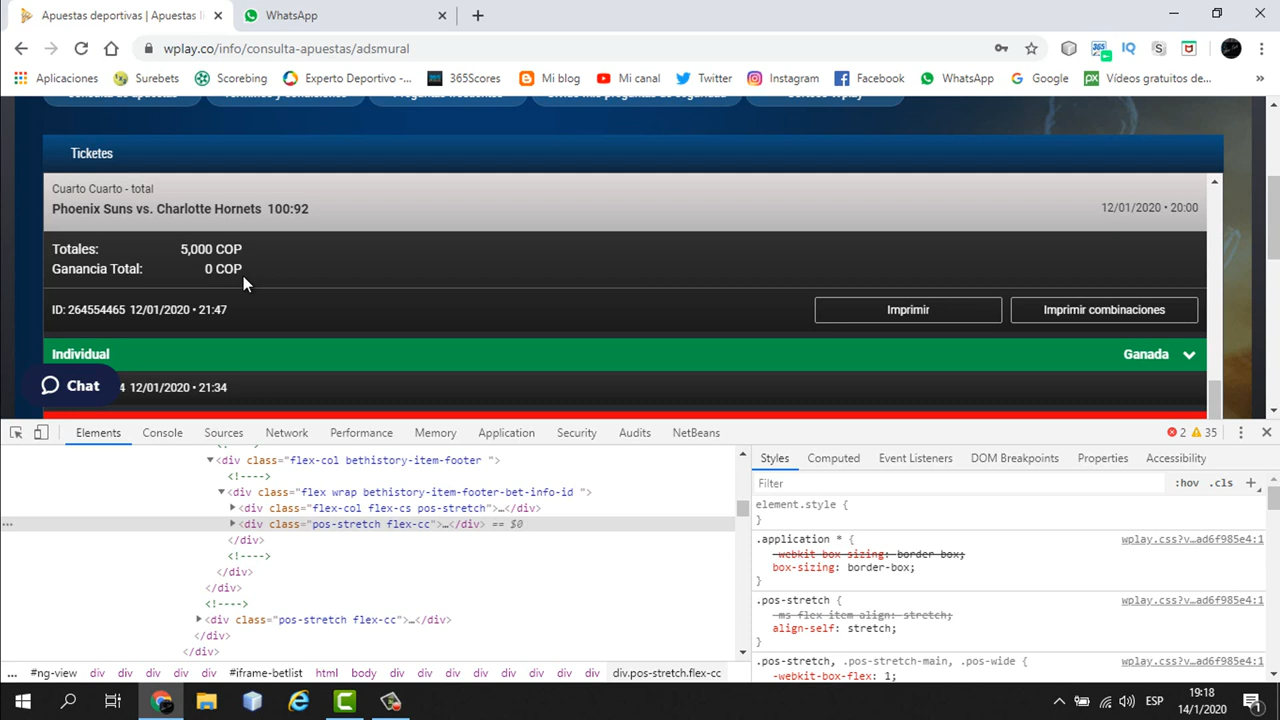 Apuestas deportivas | Apuestas li
WhatsApp
wplay.co/info/consulta-apuestas/adsmural
Aplicaciones
Surebets
Scorebing
Experto Deportivo -...
365Scores
Mi blog
Mi canal
Twitter
Instagram
Facebook
WhatsApp
Google
Vídeos gratuitos de...
»
Ticketes
Cuarto Cuarto - total
Phoenix Suns vs. Charlotte Hornets 100:92
12/01/2020 • 20:00
Totales: 5,000 COP
Ganancia Total: 0 COP
ID: 264554465 12/01/2020 • 21:47
Imprimir
Imprimir combinaciones
Individual
Ganada
Chat
4 12/01/2020 • 21:34
Elements Console Sources Network Performance Memory Application Security Audits NetBeans
2 35
▼<div class="flex-col bethistory-item-footer ">
<!---->
▼<div class="flex wrap bethistory-item-footer-bet-info-id ">
▶<div class="flex-col flex-cs pos-stretch">…</div>
... ▶<div class="pos-stretch flex-cc">…</div> == $0
</div>
<!---->
</div>
</div>
<!---->
▶<div class="pos-stretch flex-cc">…</div>
</div>
</div>
... #ng-view div div div div #iframe-betlist html body div div div div div div div.pos-stretch.flex-cc
Styles Computed Event Listeners DOM Breakpoints Properties Accessibility
Filter
:hov .cls +
element.style {
}
.application * {
wplay.css?v…ad6f985e4:1
-webkit-box-sizing: border-box;
box-sizing: border-box;
}
.pos-stretch {
wplay.css?v…ad6f985e4:1
-ms-flex-item-align: stretch;
align-self: stretch;
}
.pos-stretch, .pos-stretch-main, .pos-wide {
wplay.css?v…ad6f985e4:1
-webkit-box-flex: 1;
ESP
19:18
14/1/2020
1